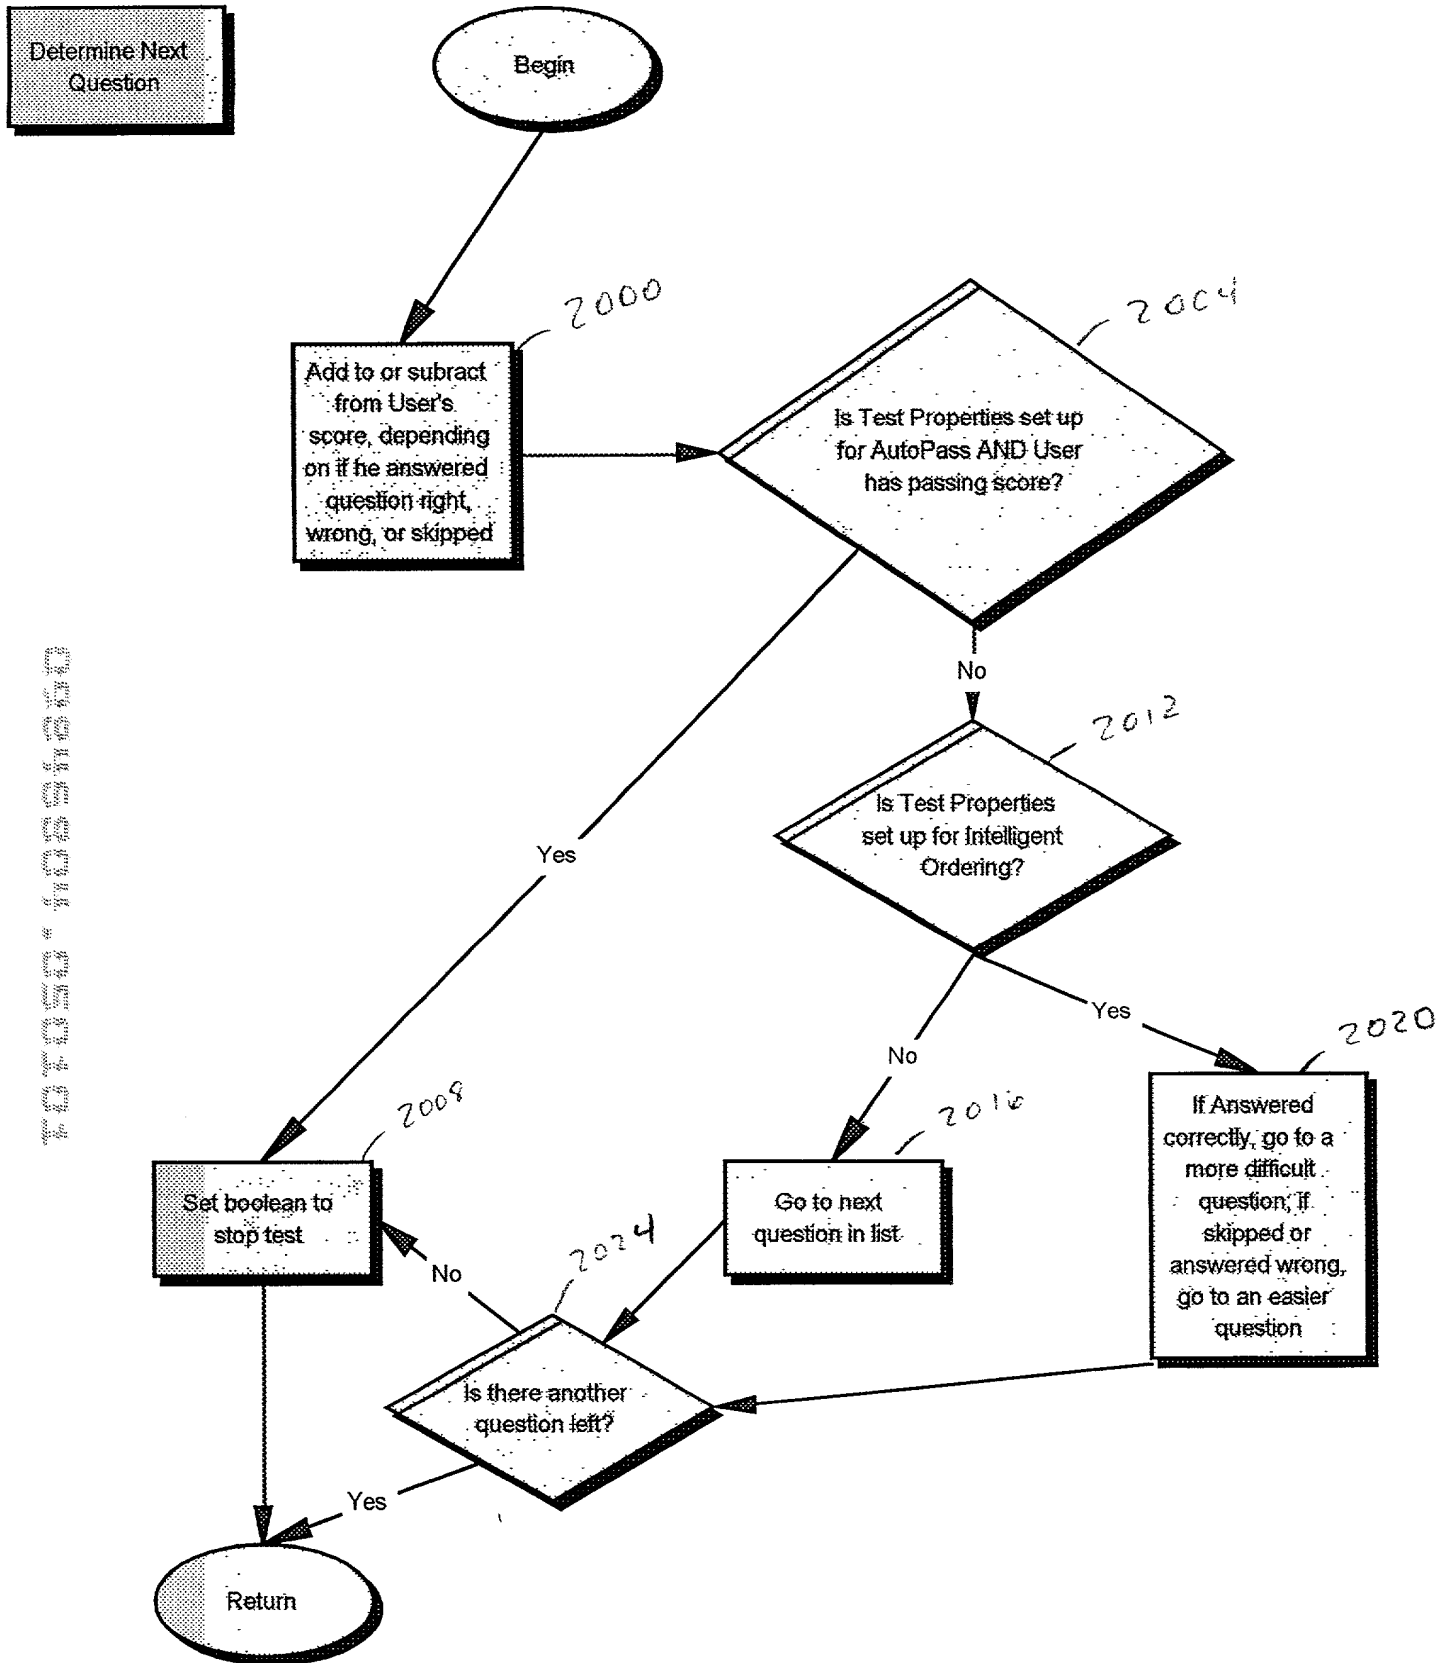 Determine Next
Question
Begin
2000
Add to or subract
from User's
score, depending
on if he answered
question right,
wrong, or skipped
2004
Is Test Properties set up
for AutoPass AND User
has passing score?
No
2012
Is Test Properties
set up for Intelligent
Ordering?
Yes
Yes
No
2020
If Answered
correctly, go to a
more difficult
question; if
skipped or
answered wrong,
go to an easier
question
2016
Go to next
question in list
2008
Set boolean to
stop test
No
2024
Is there another
question left?
Yes
Return